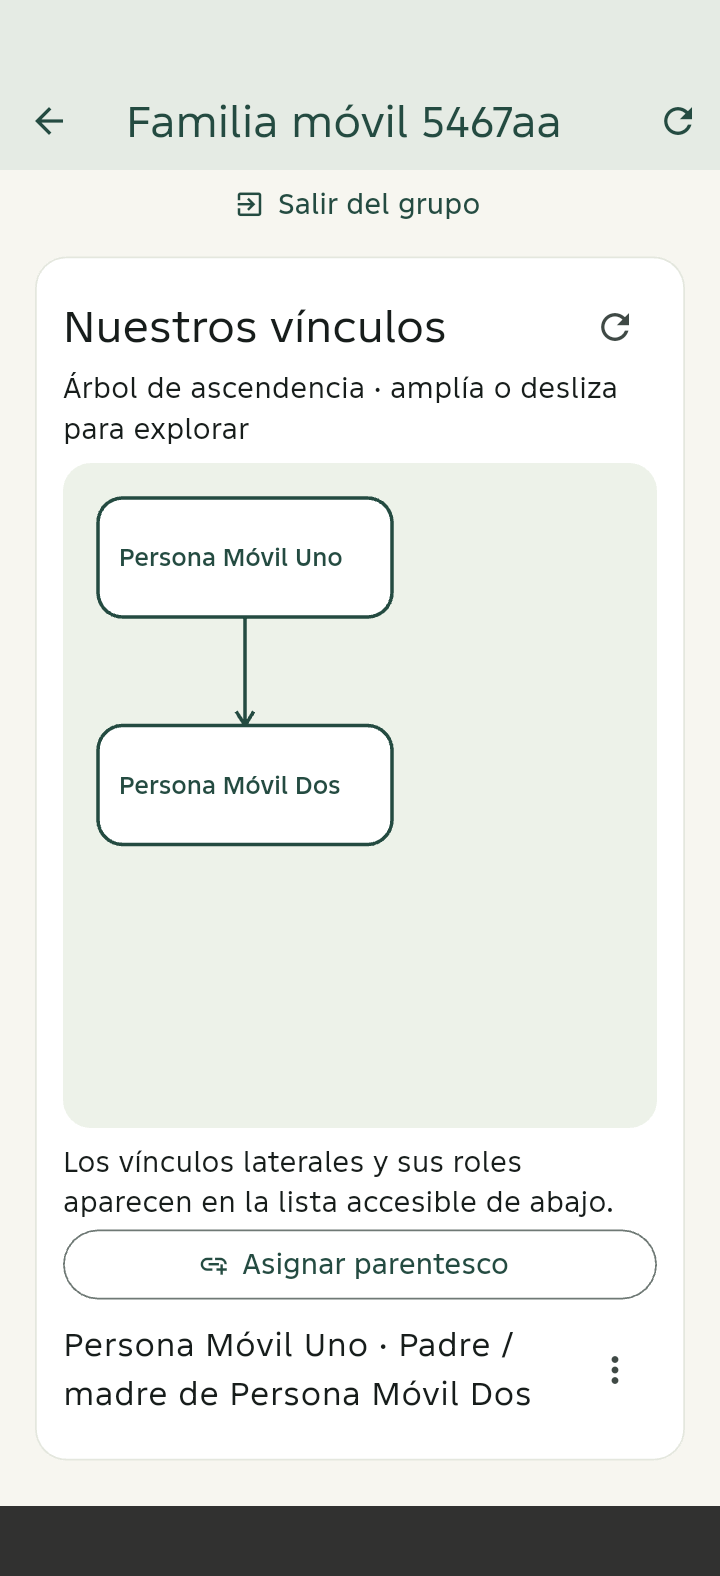 Familia móvil 5467aa
Salir del grupo
Nuestros vínculos
Árbol de ascendencia · amplía o desliza
para explorar
Persona Móvil Uno
Persona Móvil Dos
Los vínculos laterales y sus roles
aparecen en la lista accesible de abajo.
Asignar parentesco
Persona Móvil Uno · Padre /
madre de Persona Móvil Dos